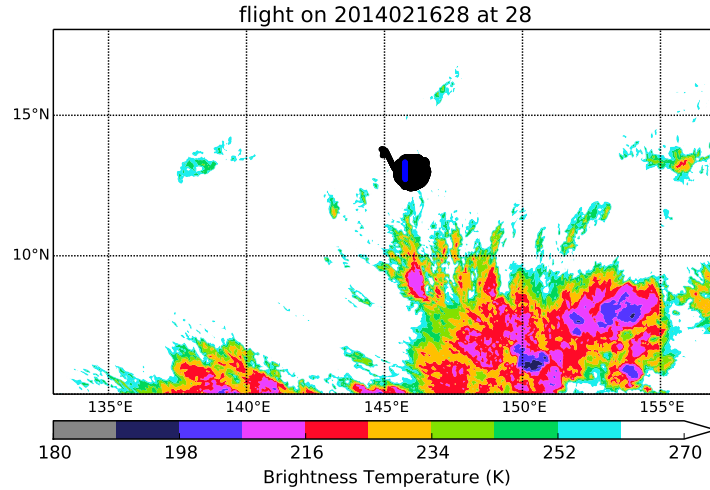 flight on 2014021628 at 28
15°N
10°N
135°E 140°E 145°E 150°E 155°E
180 198 216 234 252 270
Brightness Temperature (K)